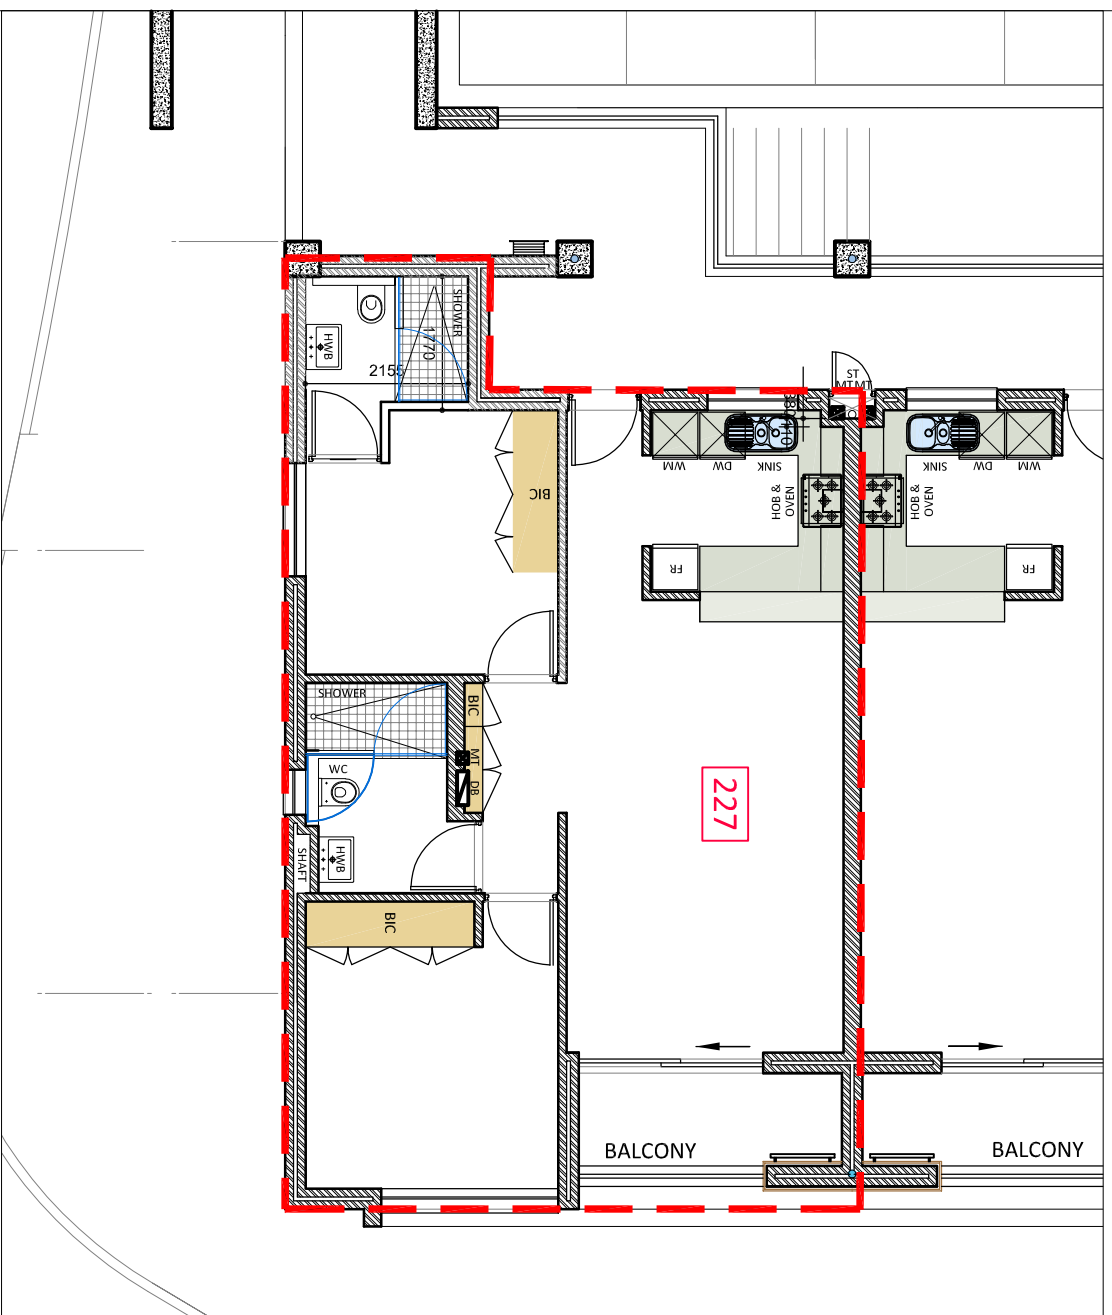 SHOWER
1770
HWB
2155
ST
MT MT
BIC
WM
DW
SINK
HOB &
OVEN
FR
SINK
DW
WM
HOB &
OVEN
FR
SHOWER
WC
BIC
MT
DB
HWB
SHAFT
BIC
227
BALCONY
BALCONY